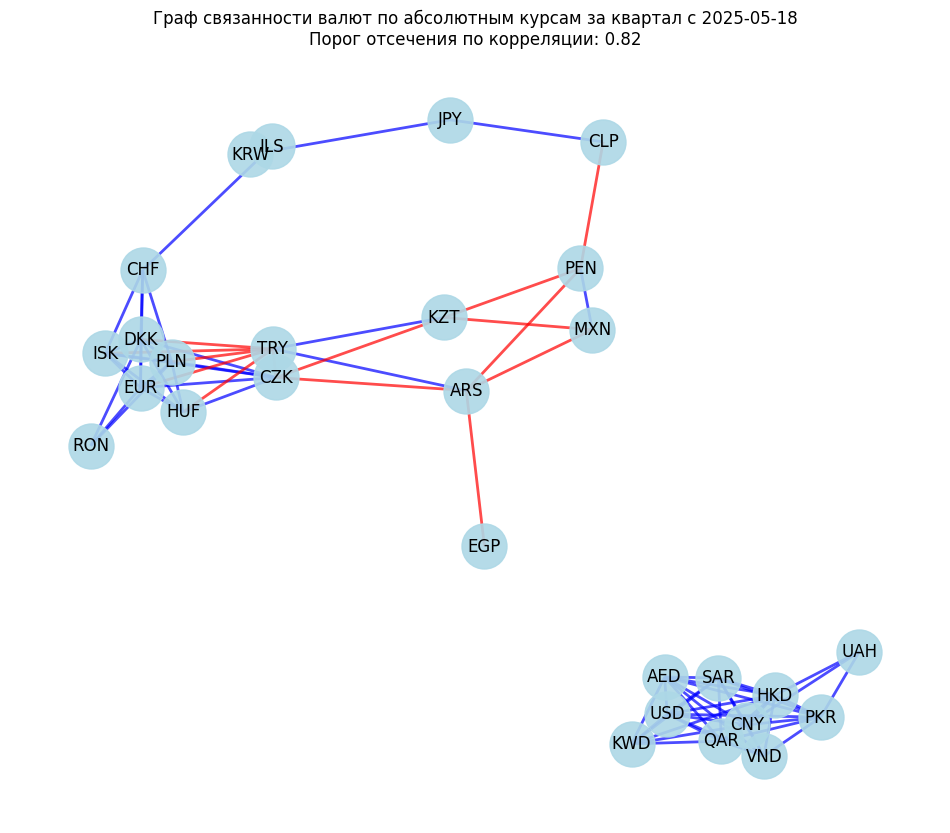 Граф связанности валют по абсолютным курсам за квартал с 2025-05-18
Порог отсечения по корреляции: 0.82
JPY
CLP
ILS
KRW
CHF
PEN
KZT
MXN
DKK
TRY
ISK
PLN
CZK
EUR
ARS
HUF
RON
EGP
UAH
AED
SAR
HKD
USD
PKR
CNY
KWD
QAR
VND